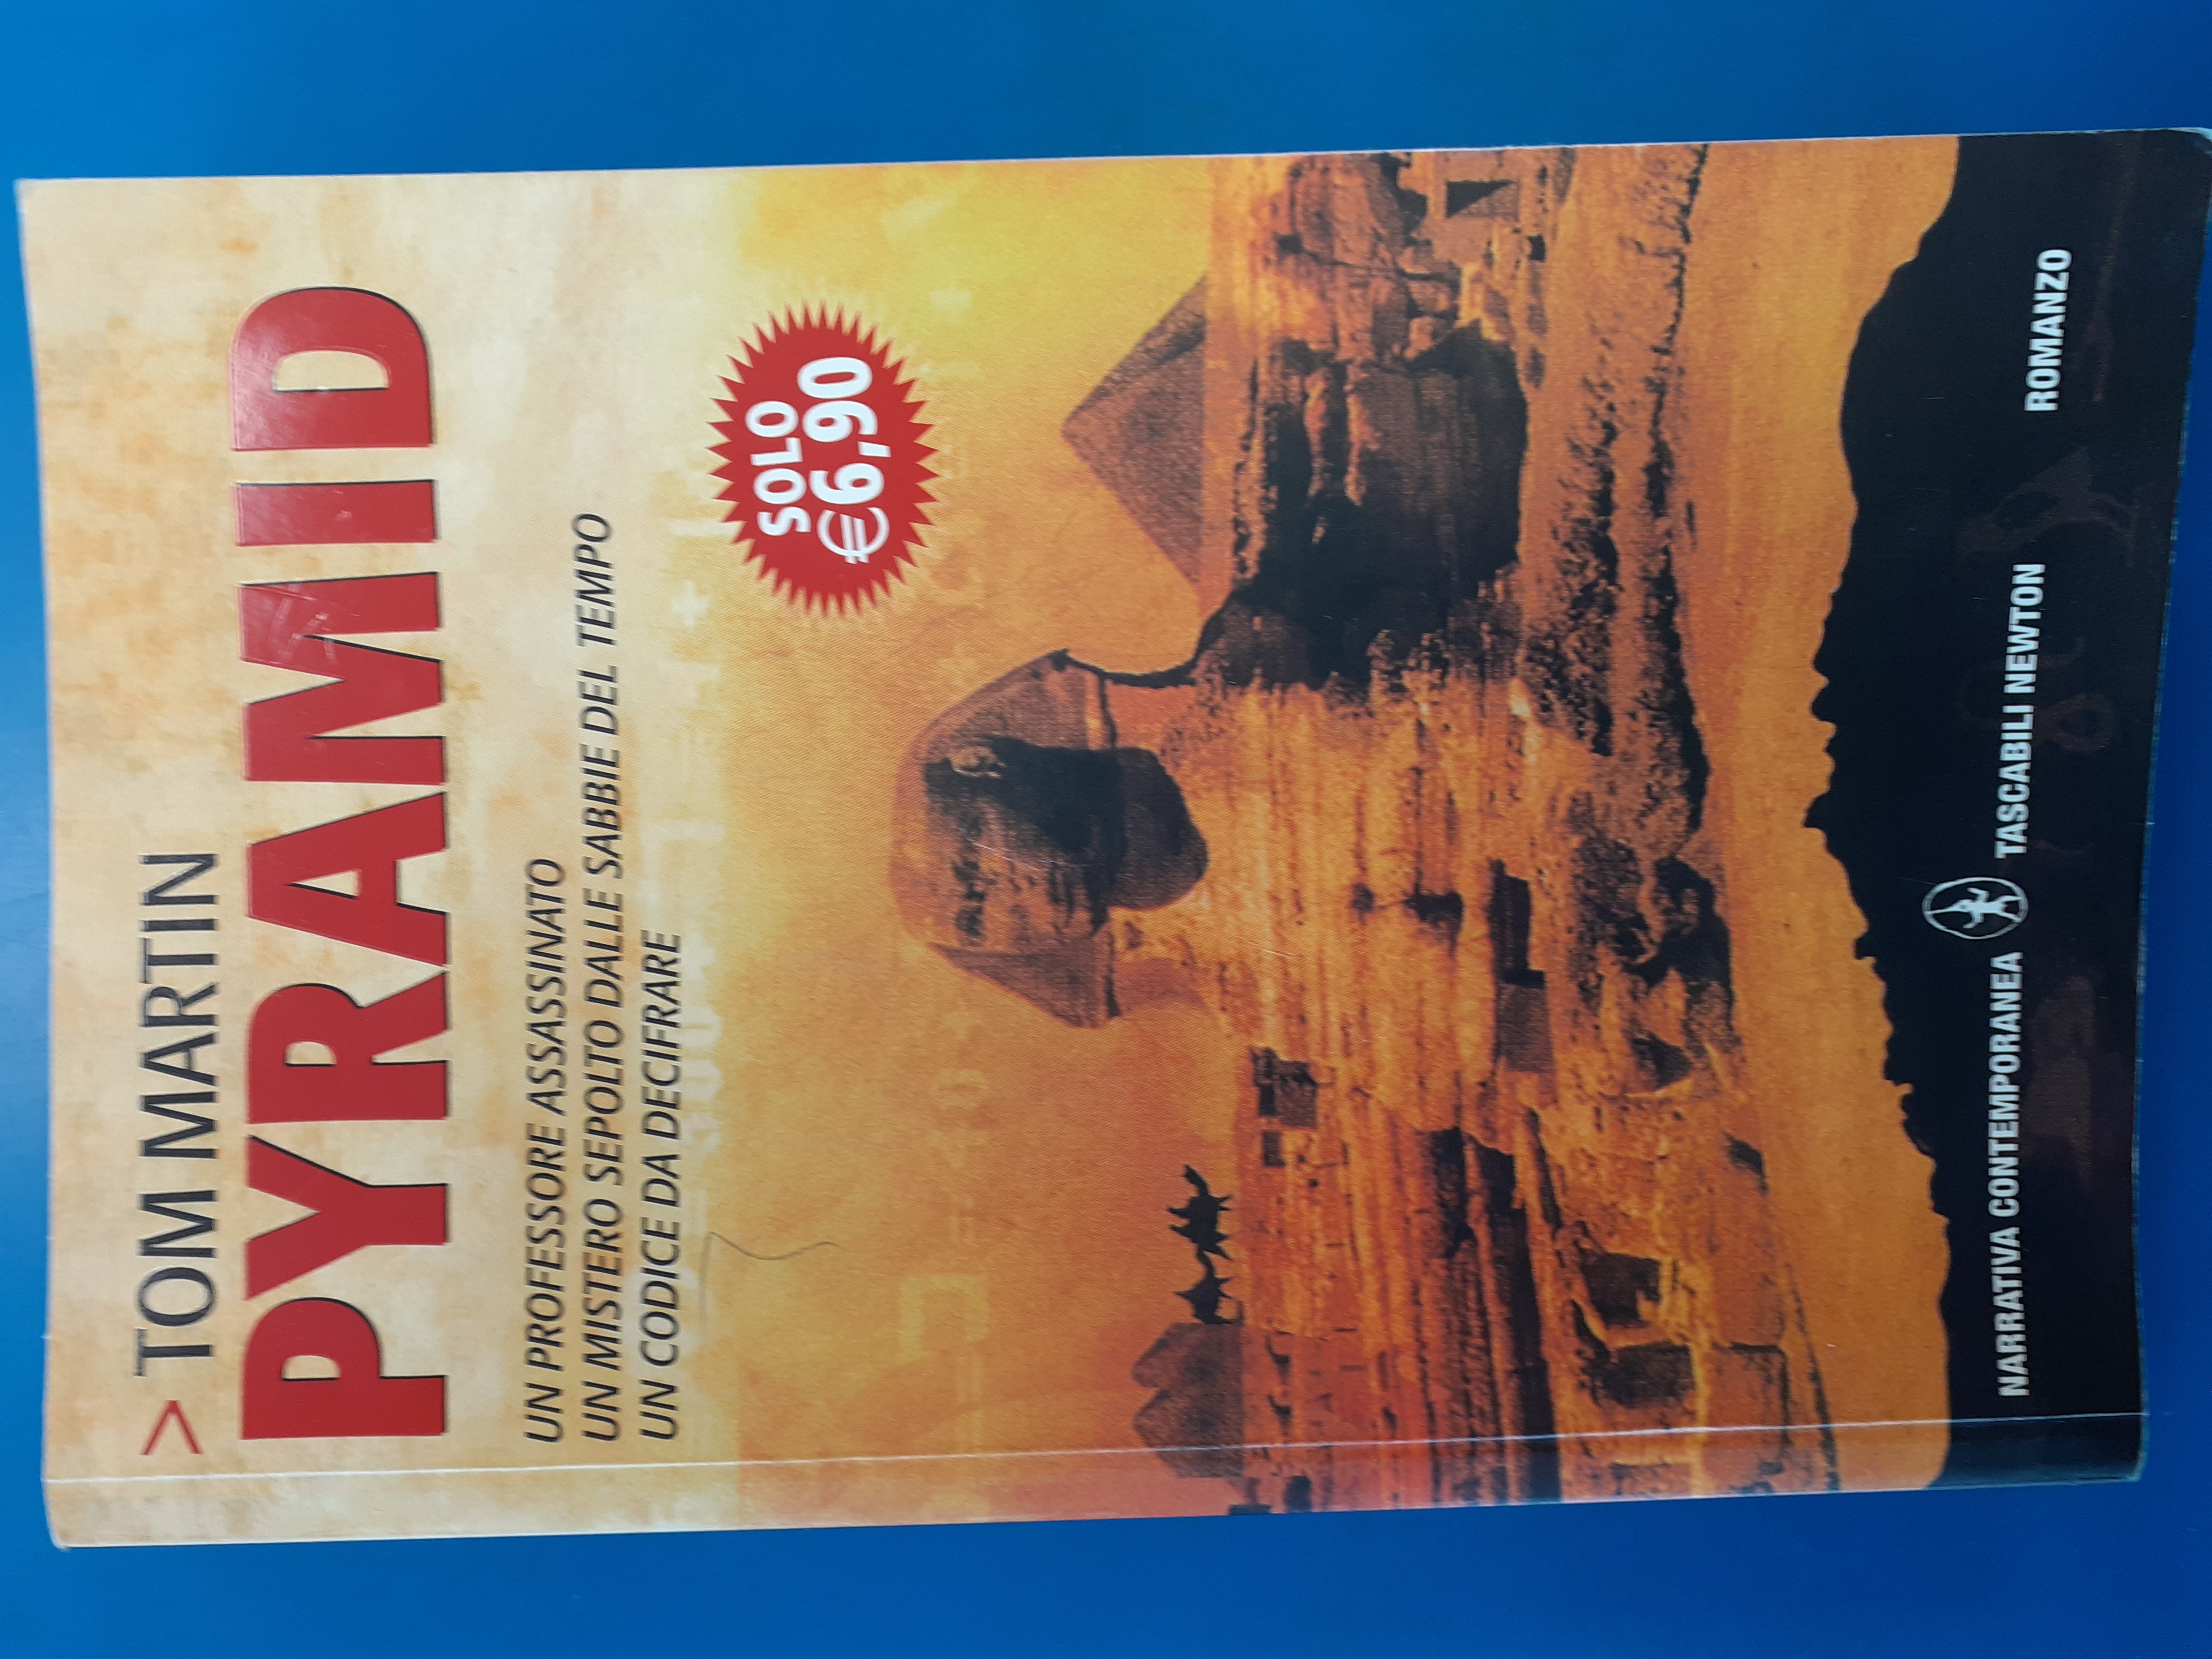 > TOM MARTIN
PYRAMID
UN PROFESSORE ASSASSINATO
UN MISTERO SEPOLTO DALLE SABBIE DEL TEMPO
UN CODICE DA DECIFRARE
SOLO
€6,90
NARRATIVA CONTEMPORANEA TASCABILI NEWTON ROMANZO